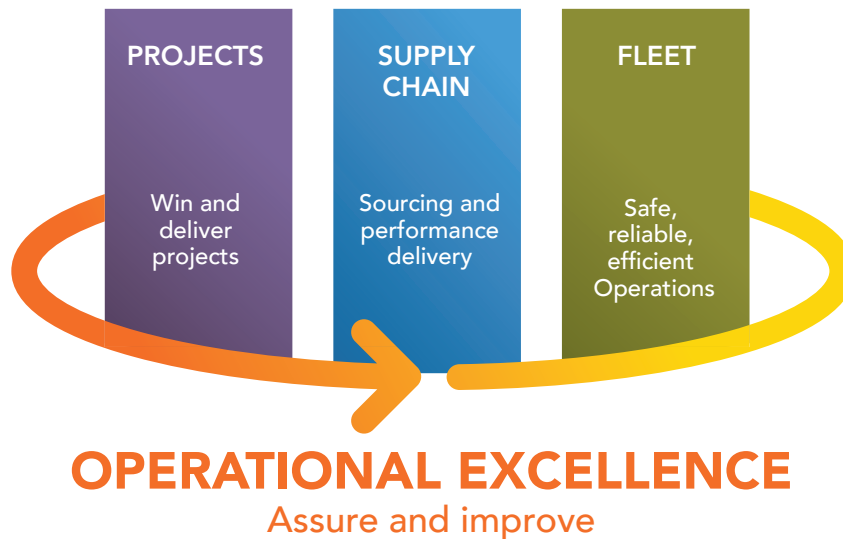 PROJECTS
Win and
deliver
projects
SUPPLY
CHAIN
Sourcing and
performance
delivery
FLEET
Safe,
reliable,
efficient
Operations
OPERATIONAL EXCELLENCE
Assure and improve